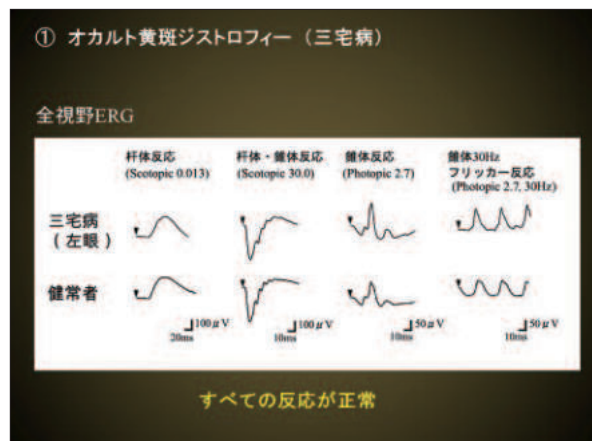 ① オカルト黄斑ジストロフィー（三宅病）
全視野ERG
杆体反応
(Scotopic 0.013)
杆体・錐体反応
(Scotopic 30.0)
錐体反応
(Photopic 2.7)
錐体30Hz
フリッカー反応
(Photopic 2.7, 30Hz)
三宅病
（左眼）
健常者
100μV
20ms
100μV
10ms
50μV
10ms
50μV
10ms
すべての反応が正常